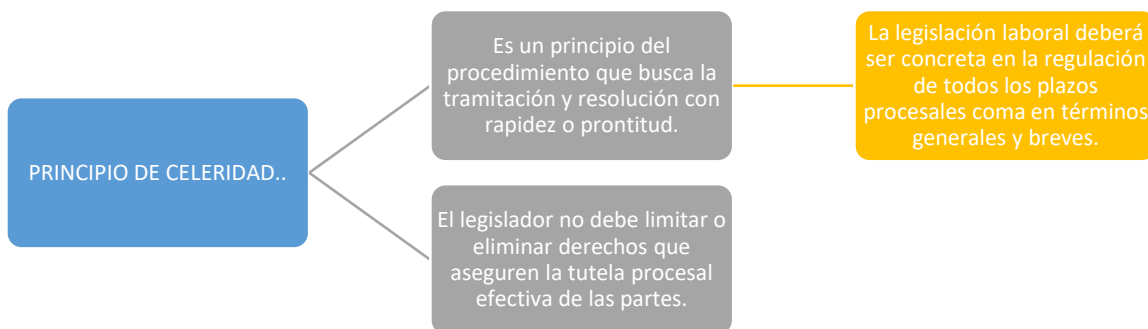 PRINCIPIO DE CELERIDAD..
Es un principio del
procedimiento que busca la
tramitación y resolución con
rapidez o prontitud.
La legislación laboral deberá
ser concreta en la regulación
de todos los plazos
procesales coma en términos
generales y breves.
El legislador no debe limitar o
eliminar derechos que
aseguren la tutela procesal
efectiva de las partes.